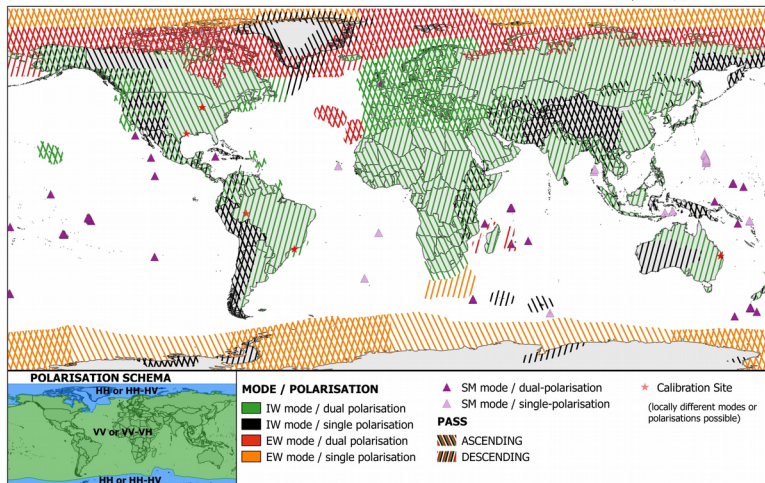 POLARISATION SCHEMA
HH or HH-HV
VV or VV-VH
HH or HH-HV
MODE / POLARISATION
IW mode / dual polarisation
IW mode / single polarisation
EW mode / dual polarisation
EW mode / single polarisation
SM mode / dual-polarisation
SM mode / single-polarisation
PASS
ASCENDING
DESCENDING
Calibration Site
(locally different modes or
polarisations possible)